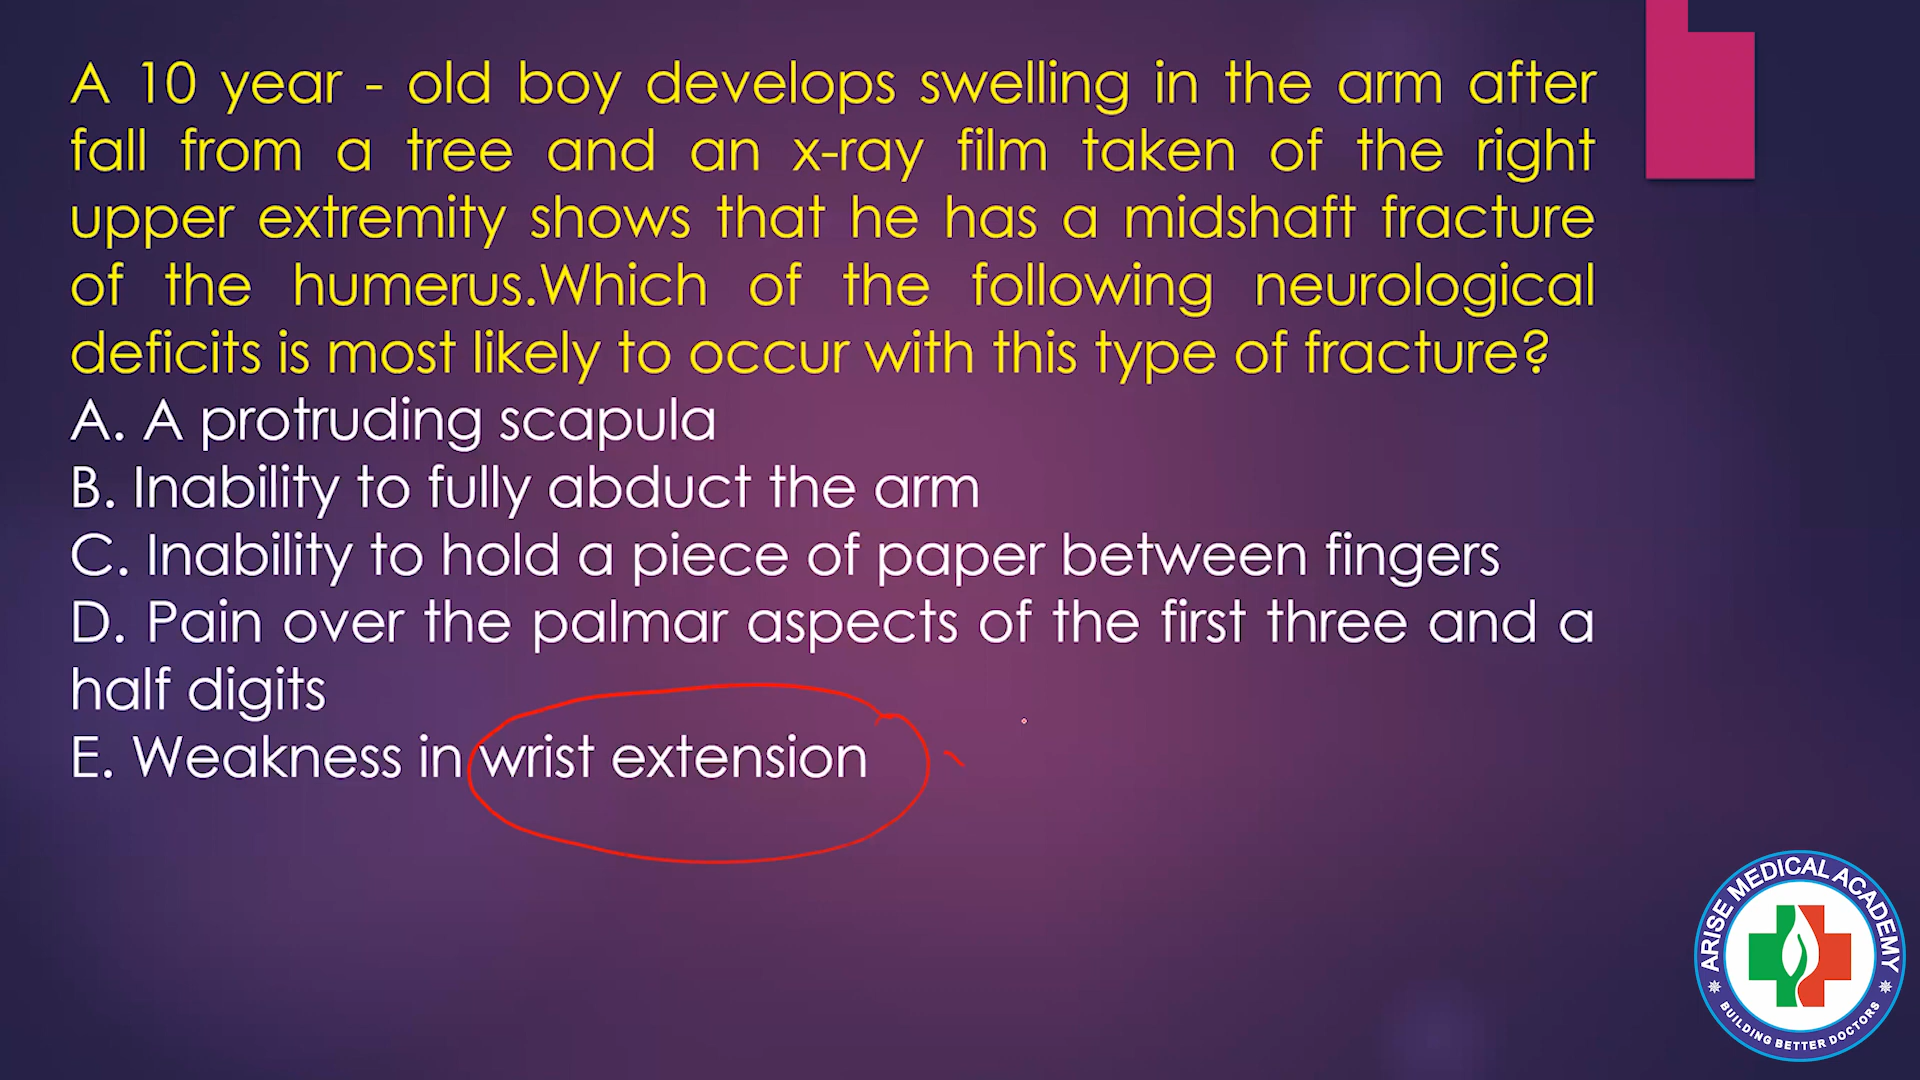 A 10 year - old boy develops swelling in the arm after
fall from a tree and an x-ray film taken of the right
upper extremity shows that he has a midshaft fracture
of the humerus.Which of the following neurological
deficits is most likely to occur with this type of fracture?
A. A protruding scapula
B. Inability to fully abduct the arm
C. Inability to hold a piece of paper between fingers
D. Pain over the palmar aspects of the first three and a
half digits
E. Weakness in wrist extension
ARISE MEDICAL ACADEMY
BUILDING BETTER DOCTORS